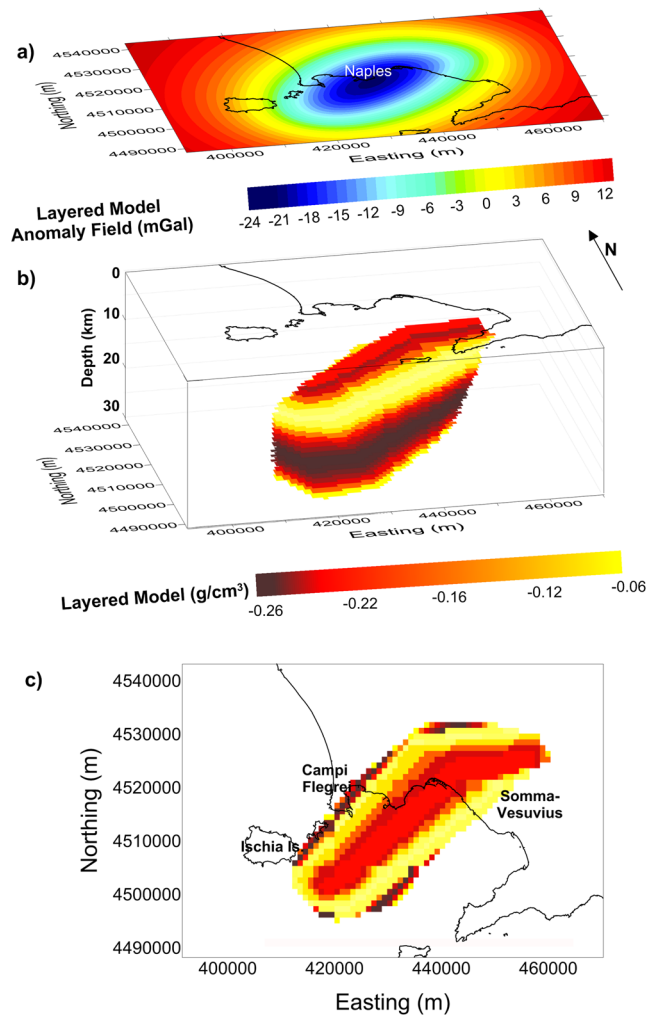 a)
4540000
4530000
4520000
4510000
4500000
4490000
Northing (m)
Naples
400000 420000 440000 460000
Easting (m)
Layered Model
Anomaly Field (mGal)
-24 -21 -18 -15 -12 -9 -6 -3 0 3 6 9 12
N
b)
0
10
20
30
Depth (km)
4540000
4530000
4520000
4510000
4500000
4490000
Northing (m)
400000 420000 440000 460000
Easting (m)
Layered Model (g/cm³)
-0.26 -0.22 -0.16 -0.12 -0.06
c)
4540000
4530000
4520000
4510000
4500000
4490000
Northing (m)
Campi
Flegrei
Somma-
Vesuvius
Ischia Is.
400000 420000 440000 460000
Easting (m)